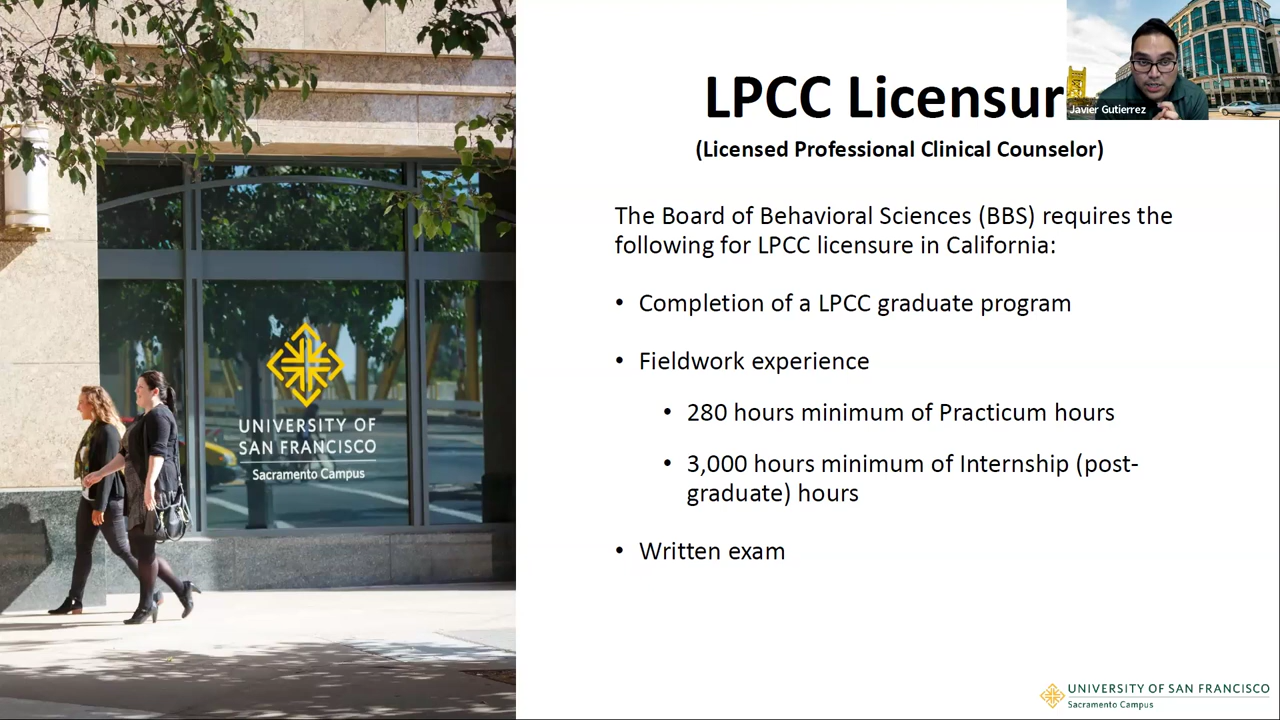 LPCC Licensur
Javier Gutierrez
(Licensed Professional Clinical Counselor)
The Board of Behavioral Sciences (BBS) requires the
following for LPCC licensure in California:
• Completion of a LPCC graduate program
• Fieldwork experience
• 280 hours minimum of Practicum hours
• 3,000 hours minimum of Internship (post-
graduate) hours
• Written exam
UNIVERSITY OF
SAN FRANCISCO
Sacramento Campus
UNIVERSITY OF SAN FRANCISCO
Sacramento Campus